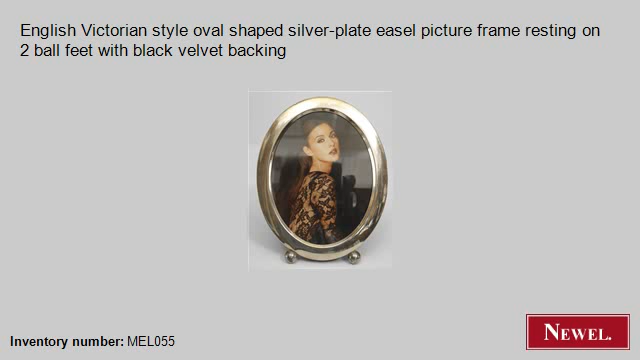 English Victorian style oval shaped silver-plate easel picture frame resting on
2 ball feet with black velvet backing
Inventory number: MEL055
NEWEL.